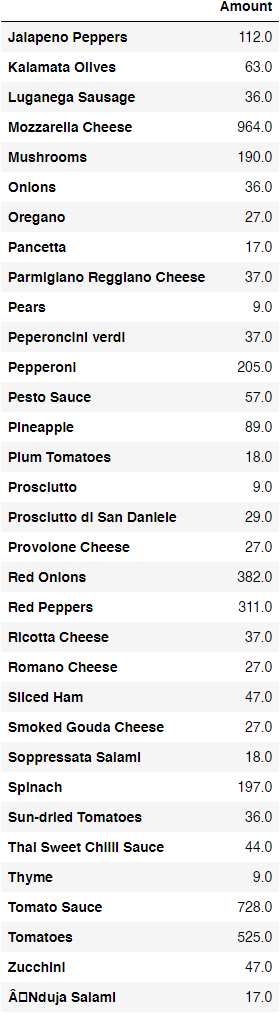 Amount
Jalapeno Peppers 112.0
Kalamata Olives 63.0
Luganega Sausage 36.0
Mozzarella Cheese 964.0
Mushrooms 190.0
Onions 36.0
Oregano 27.0
Pancetta 17.0
Parmigiano Reggiano Cheese 37.0
Pears 9.0
Peperoncini verdi 37.0
Pepperoni 205.0
Pesto Sauce 57.0
Pineapple 89.0
Plum Tomatoes 18.0
Prosciutto 9.0
Prosciutto di San Daniele 29.0
Provolone Cheese 27.0
Red Onions 382.0
Red Peppers 311.0
Ricotta Cheese 37.0
Romano Cheese 27.0
Sliced Ham 47.0
Smoked Gouda Cheese 27.0
Soppressata Salami 18.0
Spinach 197.0
Sun-dried Tomatoes 36.0
Thai Sweet Chilli Sauce 44.0
Thyme 9.0
Tomato Sauce 728.0
Tomatoes 525.0
Zucchini 47.0
Â□Nduja Salami 17.0